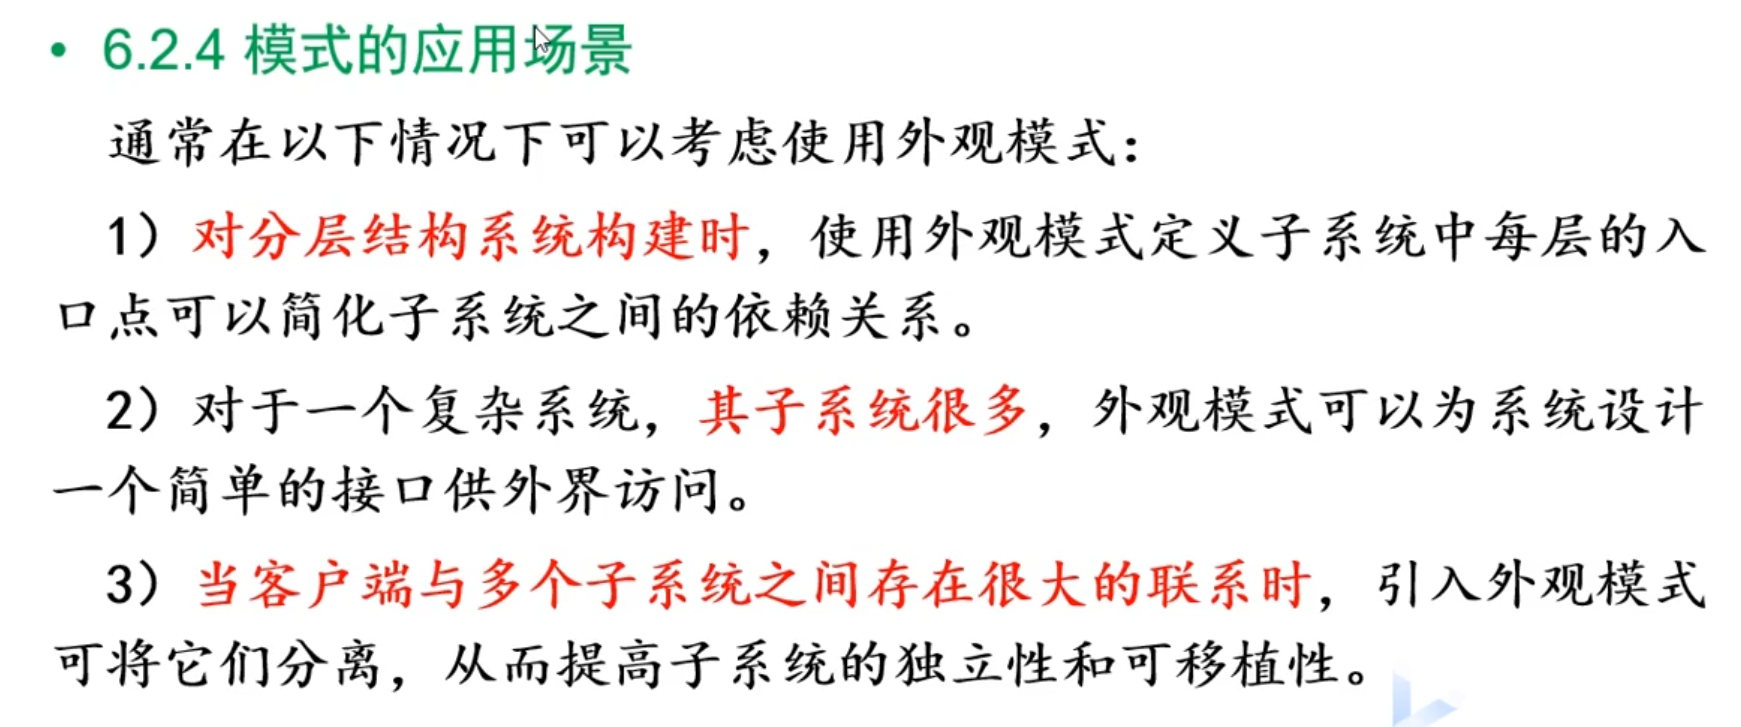 • 6.2.4 模式的应用场景
通常在以下情况下可以考虑使用外观模式：
1）对分层结构系统构建时，使用外观模式定义子系统中每层的入
口点可以简化子系统之间的依赖关系。
2）对于一个复杂系统，其子系统很多，外观模式可以为系统设计
一个简单的接口供外界访问。
3）当客户端与多个子系统之间存在很大的联系时，引入外观模式
可将它们分离，从而提高子系统的独立性和可移植性。